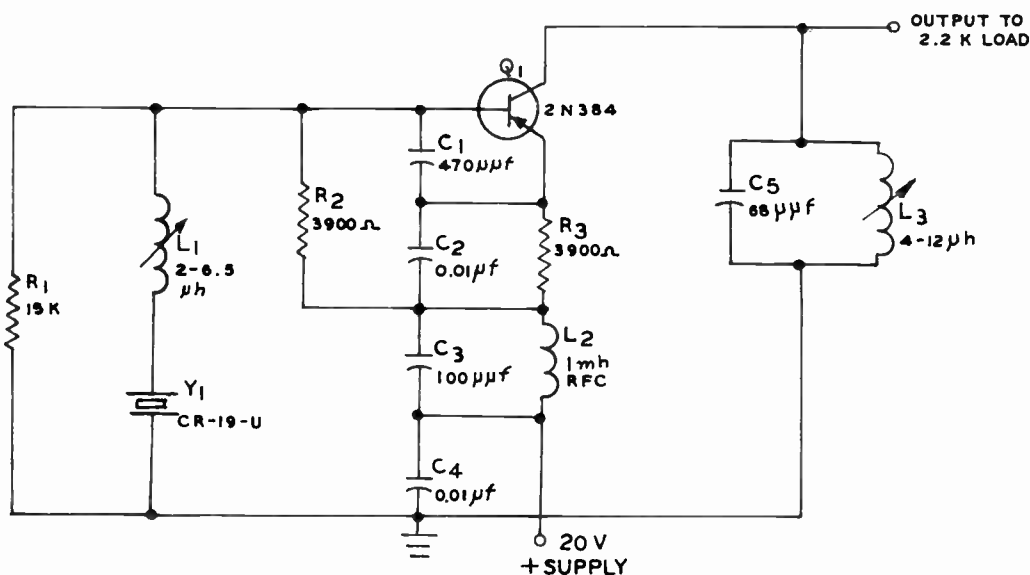 OUTPUT TO
2.2 K LOAD
Q1
2N384
C1
470μμf
R2
3900Ω
C2
0.01μf
R3
3900Ω
C5
68μμf
L3
4-12μh
L1
2-6.5
μh
R1
15K
C3
100μμf
L2
1mh
RFC
Y1
CR-19-U
C4
0.01μf
20V
+SUPPLY